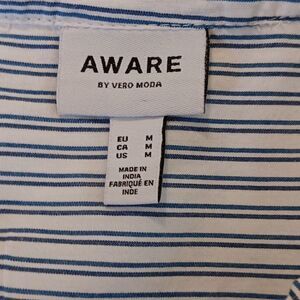 AWARE
BY VERO MODA
EU M
CA M
US M
MADE IN
INDIA
FABRIQUÉ EN
INDE